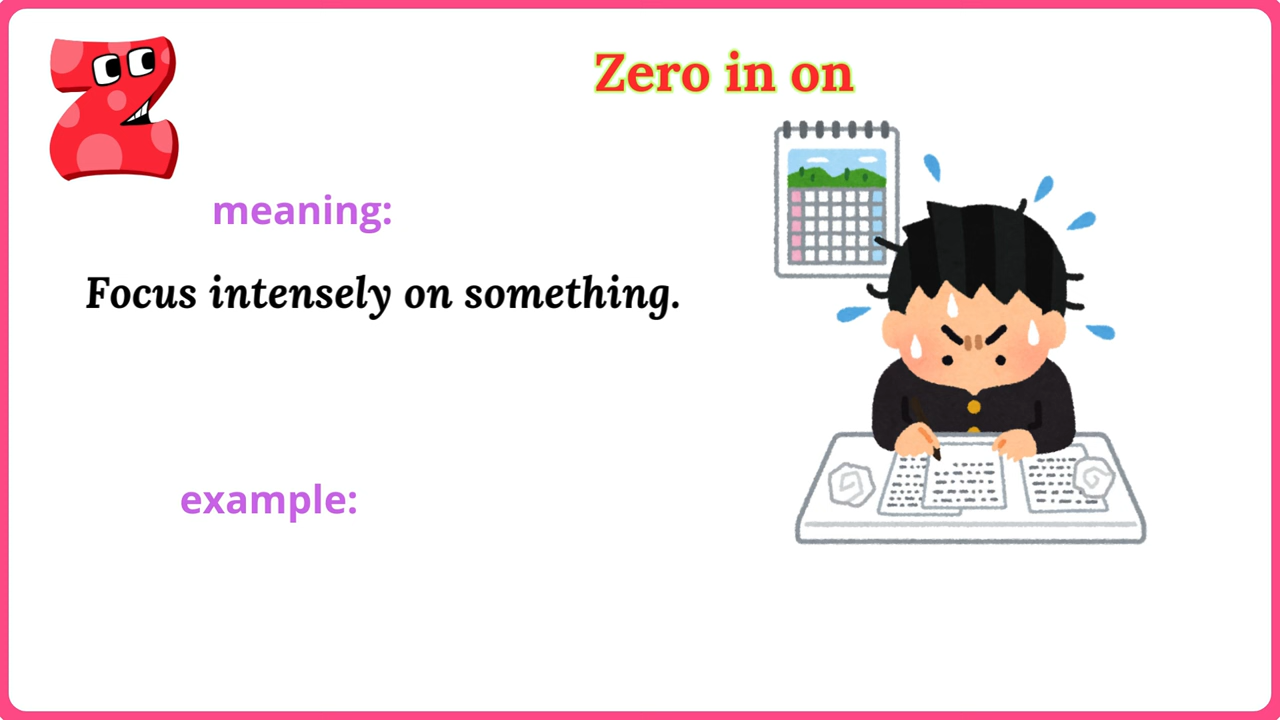 Z
Zero in on
meaning:
Focus intensely on something.
example: